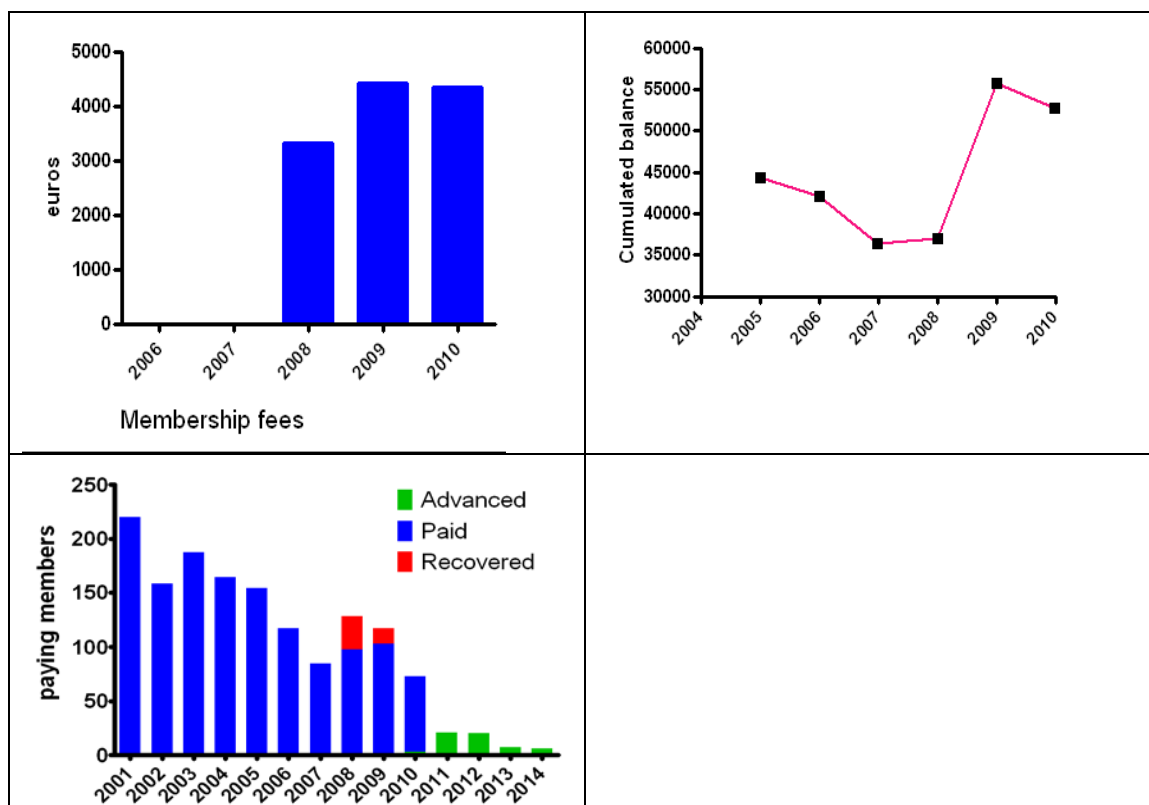 5000
4000
3000
2000
1000
0
euros
2006 2007 2008 2009 2010
Membership fees
60000
55000
50000
45000
40000
35000
30000
Cumulated balance
2004 2005 2006 2007 2008 2009 2010
250
200
150
100
50
0
paying members
Advanced
Paid
Recovered
2001 2002 2003 2004 2005 2006 2007 2008 2009 2010 2011 2012 2013 2014